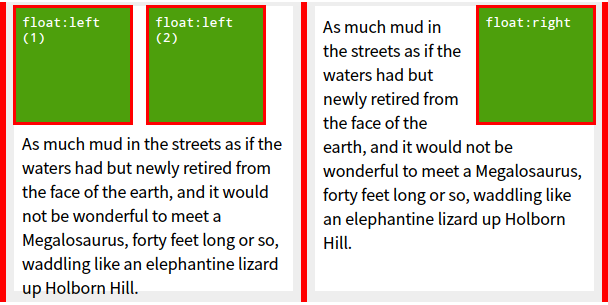 float:left
(1)
float:left
(2)
As much mud in the streets as if the
waters had but newly retired from
the face of the earth, and it would
not be wonderful to meet a
Megalosaurus, forty feet long or so,
waddling like an elephantine lizard
up Holborn Hill.
float:right
As much mud in
the streets as if the
waters had but
newly retired from
the face of the
earth, and it would not be
wonderful to meet a Megalosaurus,
forty feet long or so, waddling like
an elephantine lizard up Holborn
Hill.